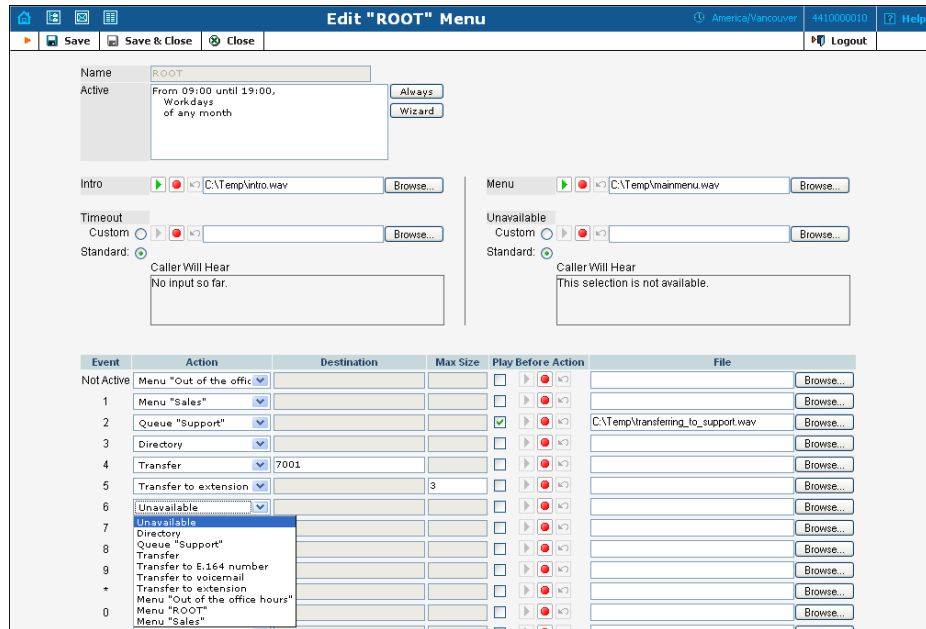 Edit "ROOT" Menu
America/Vancouver
4410000010
? Help
Save
Save & Close
Close
Logout
Name
ROOT
Active
From 09:00 until 19:00,
Workdays
of any month
Always
Wizard
Intro
C:\Temp\intro.wav
Browse...
Menu
C:\Temp\mainmenu.wav
Browse...
Timeout
Custom
Browse...
Standard:
Caller Will Hear
No input so far.
Unavailable
Custom
Browse...
Standard:
Caller Will Hear
This selection is not available.
Event Action Destination Max Size Play Before Action File
Not Active Menu "Out of the offic Browse...
1 Menu "Sales" Browse...
2 Queue "Support" C:\Temp\transferring_to_support.wav Browse...
3 Directory Browse...
4 Transfer 7001 Browse...
5 Transfer to extension 3 Browse...
6 Unavailable Browse...
7 Browse...
8 Browse...
9 Browse...
* Browse...
0 Browse...
Unavailable
Directory
Queue "Support"
Transfer
Transfer to E.164 number
Transfer to voicemail
Transfer to extension
Menu "Out of the office hours"
Menu "ROOT"
Menu "Sales"